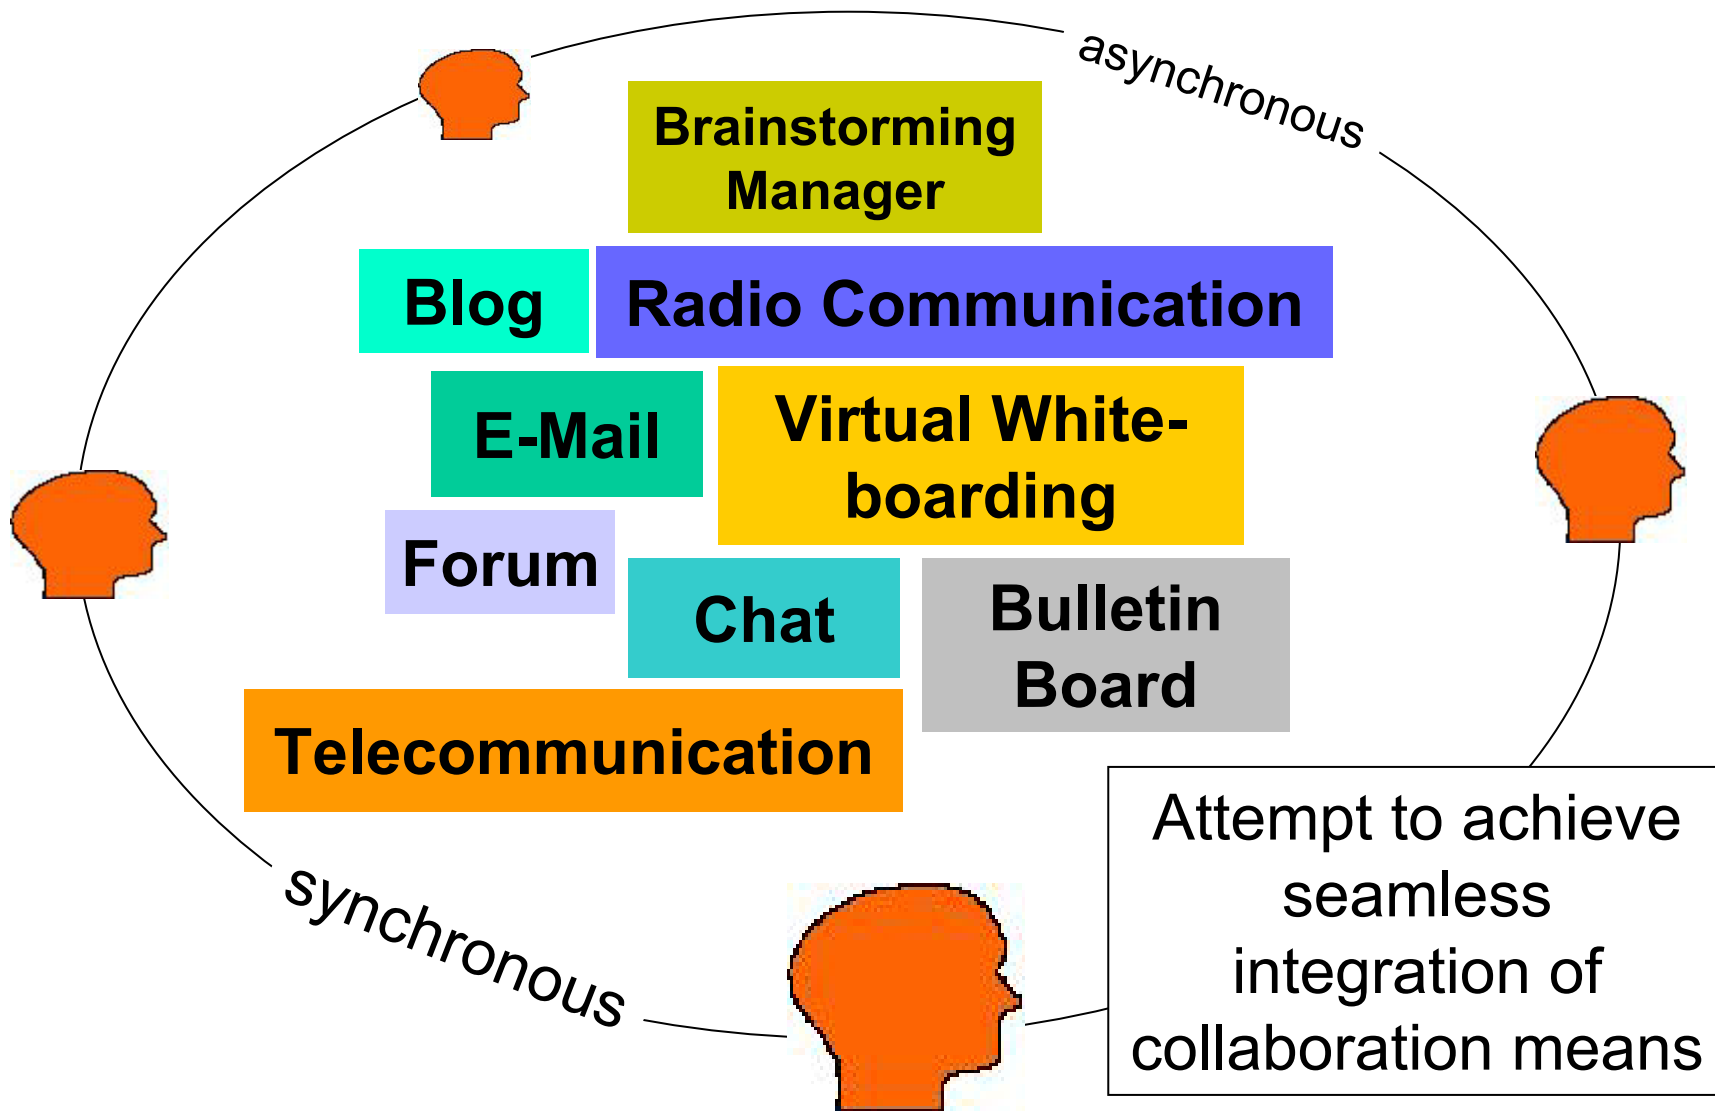 asynchronous
Brainstorming
Manager
Blog
Radio Communication
E-Mail
Virtual White-
boarding
Forum
Chat
Bulletin
Board
Telecommunication
synchronous
Attempt to achieve
seamless
integration of
collaboration means